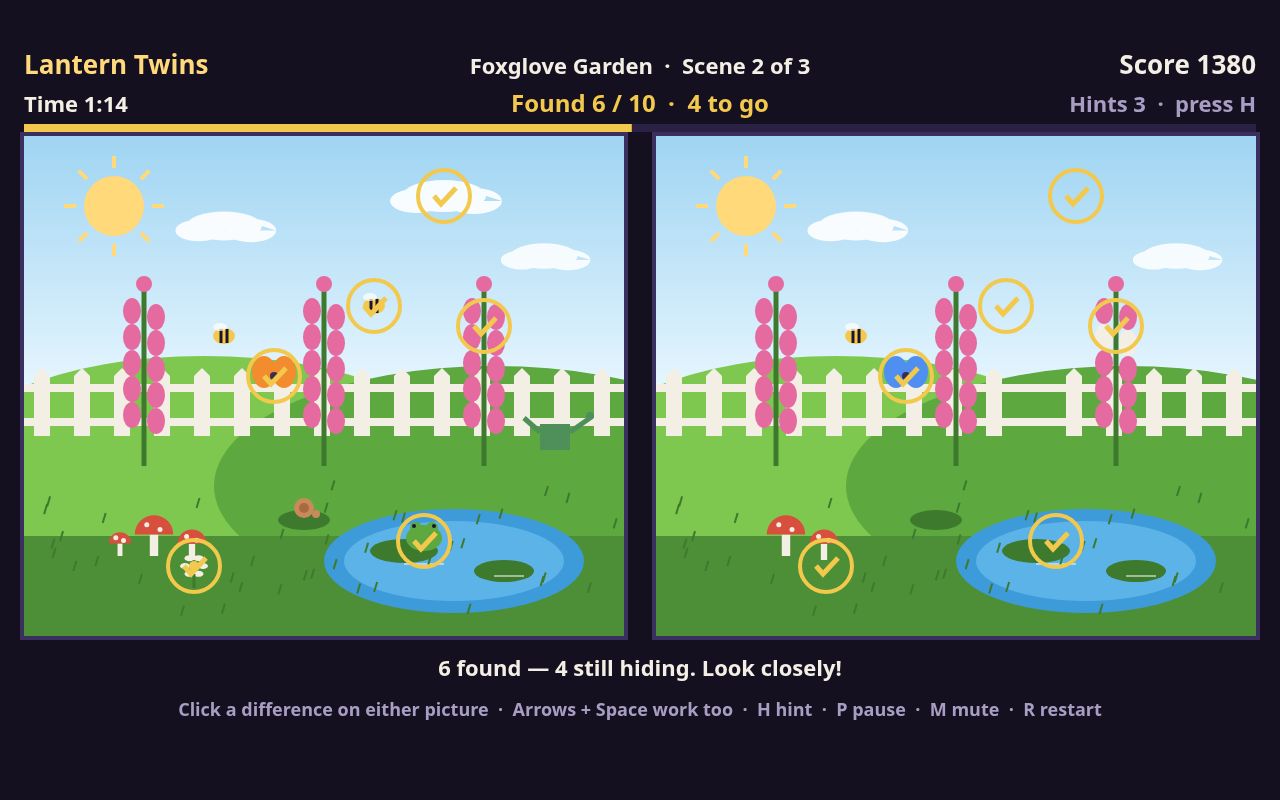 Lantern Twins
Foxglove Garden · Scene 2 of 3
Score 1380
Time 1:14
Found 6 / 10 · 4 to go
Hints 3 · press H
6 found — 4 still hiding. Look closely!
Click a difference on either picture · Arrows + Space work too · H hint · P pause · M mute · R restart